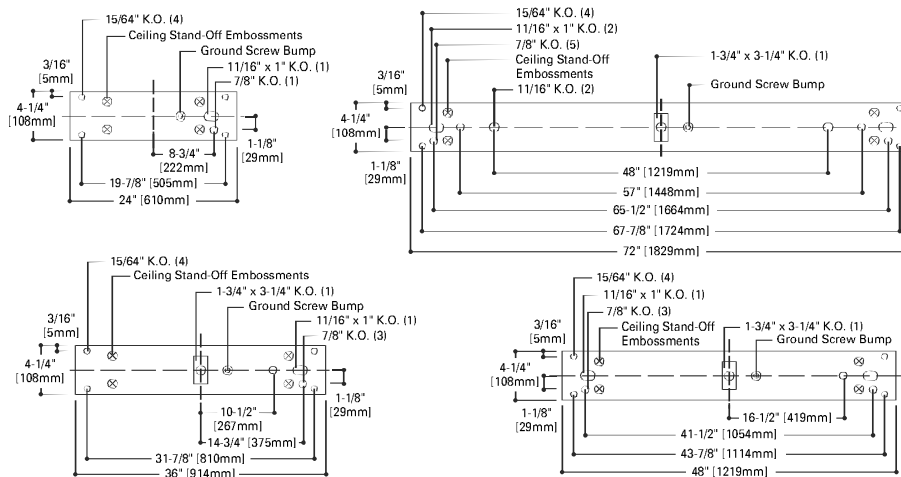 15/64" K.O. (4)
Ceiling Stand-Off Embossments
Ground Screw Bump
11/16" x 1" K.O. (1)
7/8" K.O. (1)
3/16"
[5mm]
4-1/4"
[108mm]
1-1/8"
[29mm]
8-3/4"
[222mm]
19-7/8" [505mm]
24" [610mm]
15/64" K.O. (4)
11/16" x 1" K.O. (2)
7/8" K.O. (5)
Ceiling Stand-Off
Embossments
11/16" K.O. (2)
1-3/4" x 3-1/4" K.O. (1)
Ground Screw Bump
3/16"
[5mm]
4-1/4"
[108mm]
1-1/8"
[29mm]
48" [1219mm]
57" [1448mm]
65-1/2" [1664mm]
67-7/8" [1724mm]
72" [1829mm]
15/64" K.O. (4)
Ceiling Stand-Off Embossments
1-3/4" x 3-1/4" K.O. (1)
Ground Screw Bump
11/16" x 1" K.O. (1)
7/8" K.O. (3)
3/16"
[5mm]
4-1/4"
[108mm]
1-1/8"
[29mm]
10-1/2"
[267mm]
14-3/4" [375mm]
31-7/8" [810mm]
36" [914mm]
15/64" K.O. (4)
11/16" x 1" K.O. (1)
7/8" K.O. (3)
Ceiling Stand-Off
Embossments
1-3/4" x 3-1/4" K.O. (1)
Ground Screw Bump
3/16"
[5mm]
4-1/4"
[108mm]
1-1/8"
[29mm]
16-1/2" [419mm]
41-1/2" [1054mm]
43-7/8" [1114mm]
48" [1219mm]